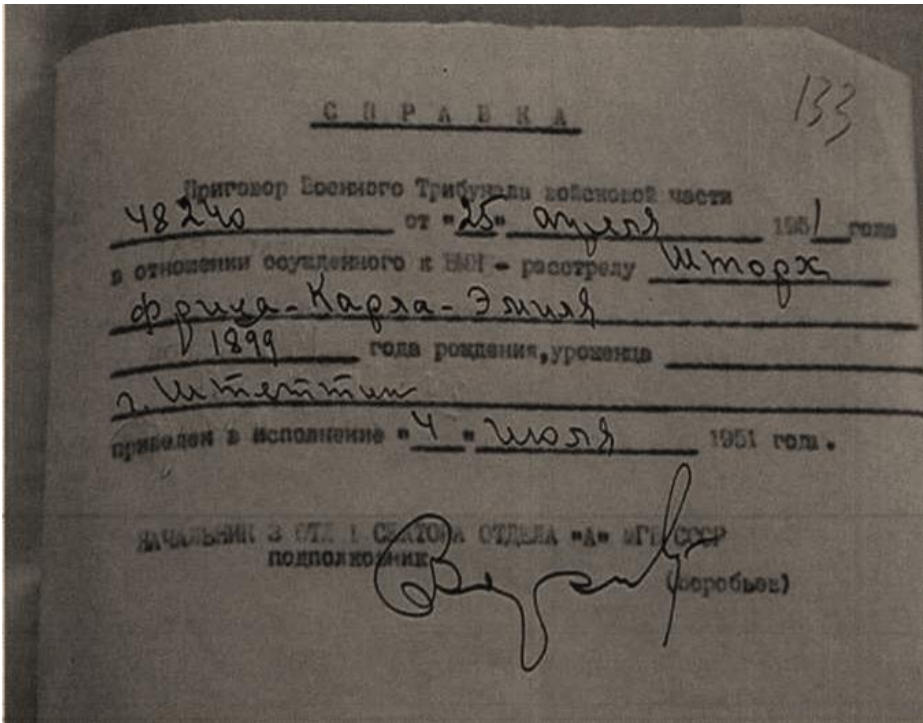 133
С П Р А В К А
Приговор Военного Трибунала войсковой части
48240 от "25" апреля 1951 года
в отношении осужденного к ВМН - расстрелу Шторх
Фрица-Карла-Эмиля
1899 года рождения, уроженца
г. Штеттин
приведен в исполнение "4" июля 1951 года.
НАЧАЛЬНИК 3 ОТД 1 СЕКТОРА ОТДЕЛА "А" МГБ СССР
подполковник
(Воробьев)